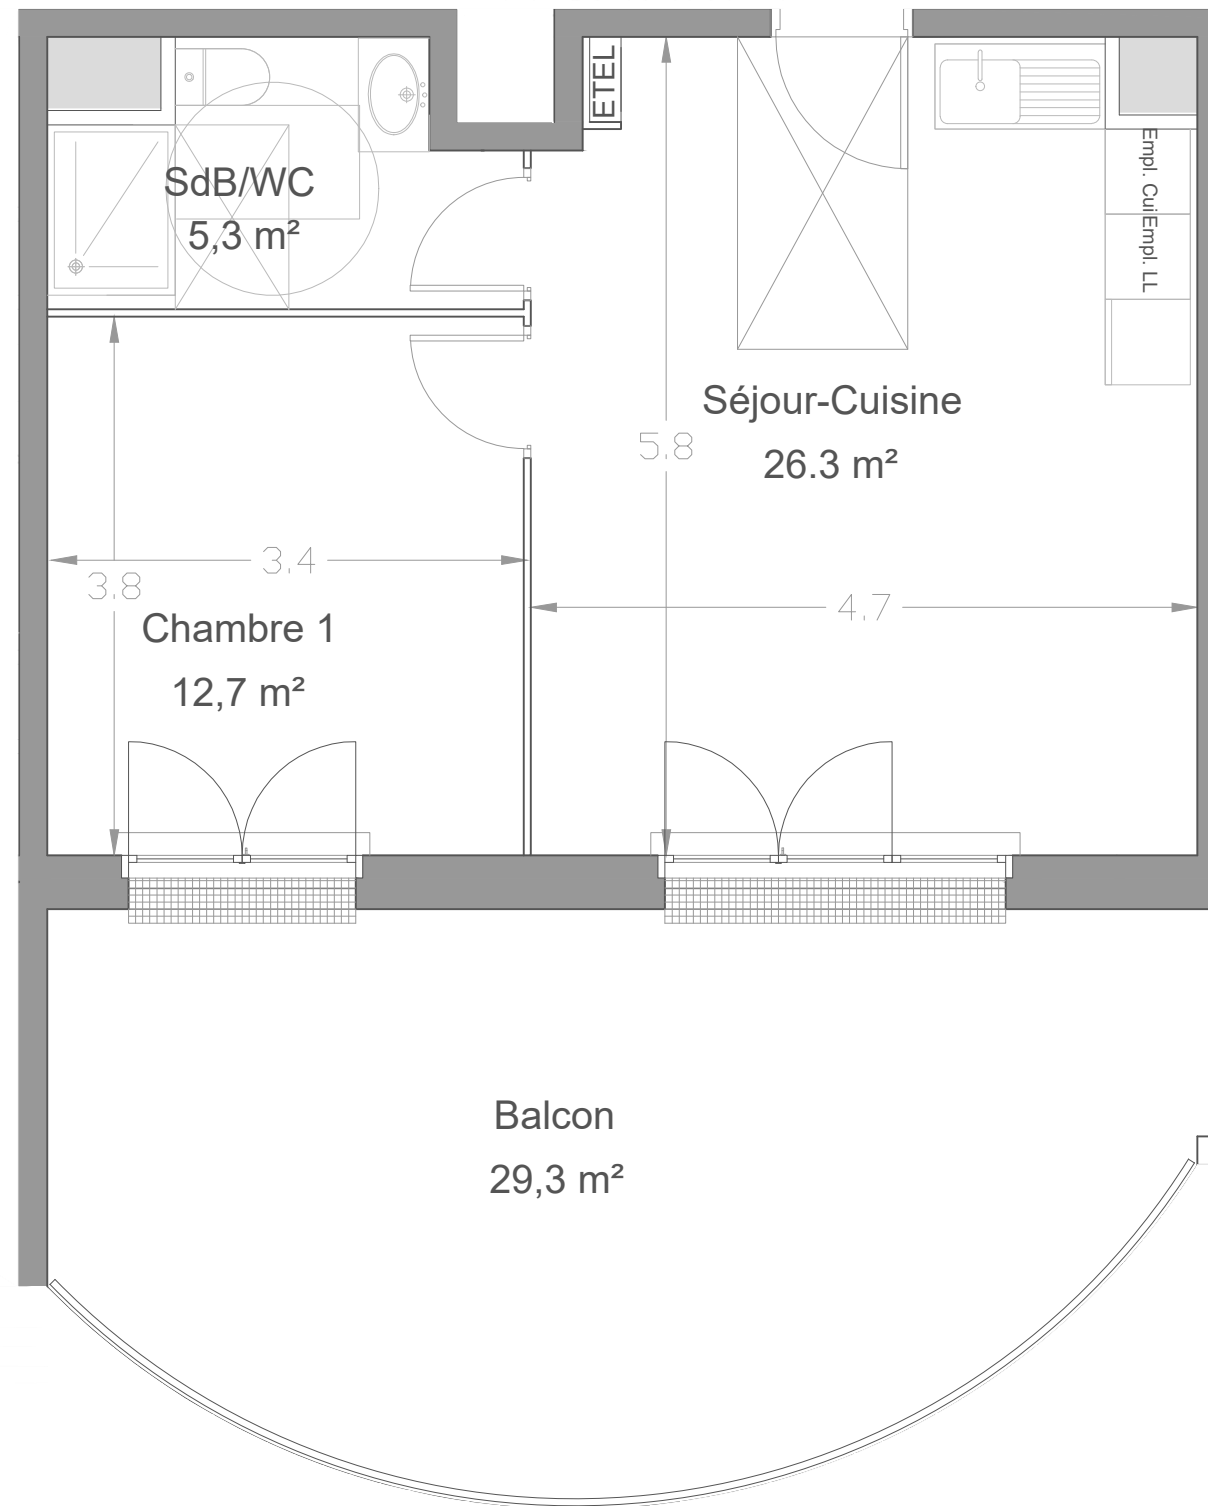 ETEL
Empl. Cui
Empl. LL
SdB/WC
5,3 m²
Séjour-Cuisine
26.3 m²
5.8
3.4
3.8
4.7
Chambre 1
12,7 m²
Balcon
29,3 m²